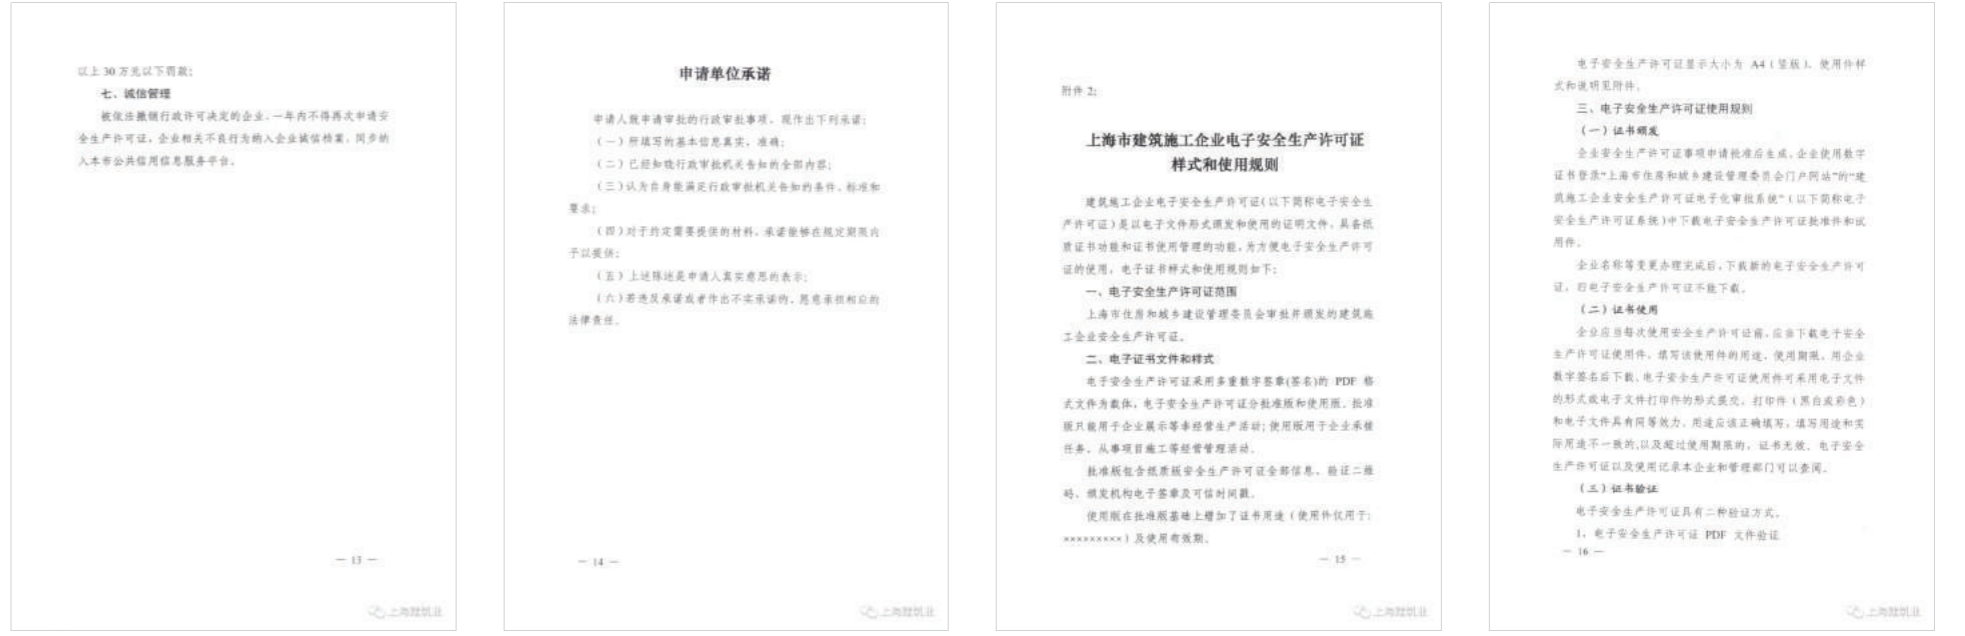 以上 30 万元以下罚款;
七、诚信管理
被依法撤销行政许可决定的企业，一年内不得再次申请安
全生产许可证，企业相关不良行为纳入企业诚信档案，同步纳
入本市公共信用信息服务平台。
— 13 —
上海建筑业
申请单位承诺
申请人就申请审批的行政审批事项，现作出下列承诺:
(一)所填写的基本信息真实、准确;
(二)已经知晓行政审批机关告知的全部内容;
(三)认为自身能满足行政审批机关告知的条件、标准和
要求;
(四)对于约定需要提供的材料，承诺能够在规定期限内
予以提供;
(五)上述陈述是申请人真实意思的表示;
(六)若违反承诺或者作出不实承诺的，愿意承担相应的
法律责任。
— 14 —
上海建筑业
附件 2:
上海市建筑施工企业电子安全生产许可证
样式和使用规则
建筑施工企业电子安全生产许可证(以下简称电子安全生
产许可证)是以电子文件形式颁发和使用的证明文件，具备纸
质证书功能和证书使用管理的功能，为方便电子安全生产许可
证的使用，电子证书样式和使用规则如下:
一、电子安全生产许可证范围
上海市住房和城乡建设管理委员会审批并颁发的建筑施
工企业安全生产许可证。
二、电子证书文件和样式
电子安全生产许可证采用多重数字签章(签名)的 PDF 格
式文件为载体，电子安全生产许可证分批准版和使用版。批准
版只能用于企业展示等非经营生产活动;使用版用于企业承接
任务、从事项目施工等经营管理活动。
批准版包含纸质版安全生产许可证全部信息、验证二维
码、颁发机构电子签章及可信时间戳。
使用版在批准版基础上增加了证书用途(使用件仅用于:
×××××××××)及使用有效期。
— 15 —
上海建筑业
电子安全生产许可证显示大小为 A4(竖版)，使用件样
式和说明见附件。
三、电子安全生产许可证使用规则
(一)证书颁发
企业安全生产许可证事项申请批准后生成，企业使用数字
证书登录"上海市住房和城乡建设管理委员会门户网站"的"建
筑施工企业安全生产许可证电子化审批系统"(以下简称电子
安全生产许可证系统)中下载电子安全生产许可证批准件和试
用件。
企业名称等变更办理完成后，下载新的电子安全生产许可
证，旧电子安全生产许可证不能下载。
(二)证书使用
企业应当每次使用安全生产许可证前，应当下载电子安全
生产许可证使用件，填写该使用件的用途、使用期限，用企业
数字签名后下载。电子安全生产许可证使用件可采用电子文件
的形式或电子文件打印件的形式提交，打印件(黑白或彩色)
和电子文件具有同等效力。用途应该正确填写，填写用途和实
际用途不一致的,以及超过使用期限的，证书无效。电子安全
生产许可证以及使用记录本企业和管理部门可以查阅。
(三)证书验证
电子安全生产许可证具有二种验证方式。
1、电子安全生产许可证 PDF 文件验证
— 16 —
上海建筑业